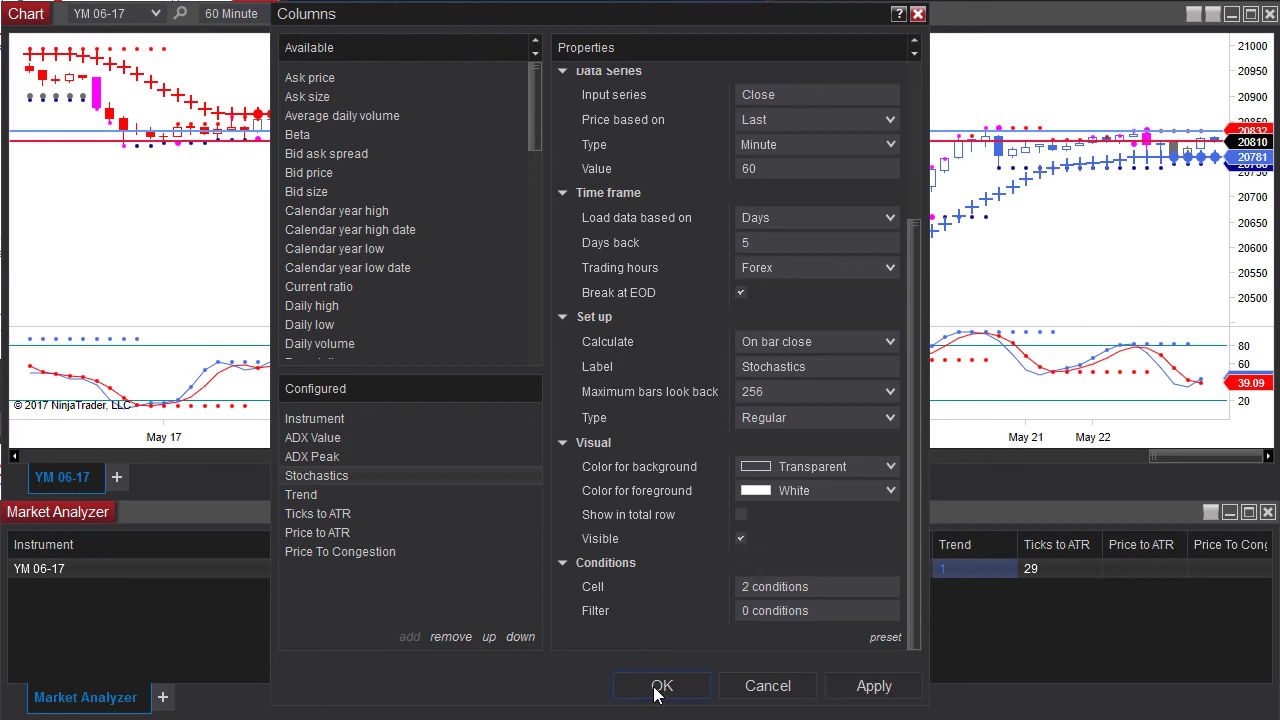 Chart
YM 06-17
60 Minute
Columns
?
Available
Properties
Ask price
Ask size
Average daily volume
Beta
Bid ask spread
Bid price
Bid size
Calendar year high
Calendar year high date
Calendar year low
Calendar year low date
Current ratio
Daily high
Daily low
Daily volume
Configured
Instrument
ADX Value
ADX Peak
Stochastics
Trend
Ticks to ATR
Price to ATR
Price To Congestion
add remove up down
Data Series
Input series Close
Price based on Last
Type Minute
Value 60
Time frame
Load data based on Days
Days back 5
Trading hours Forex
Break at EOD
Set up
Calculate On bar close
Label Stochastics
Maximum bars look back 256
Type Regular
Visual
Color for background Transparent
Color for foreground White
Show in total row
Visible
Conditions
Cell 2 conditions
Filter 0 conditions
preset
OK Cancel Apply
21000
20950
20900
20832
20810
20781
20750
20700
20650
20600
20550
20500
80
60
39.09
20
© 2017 NinjaTrader, LLC
May 17
May 21
May 22
YM 06-17 +
Market Analyzer
Instrument
Trend Ticks to ATR Price to ATR Price To Cong
YM 06-17
1 29
Market Analyzer +